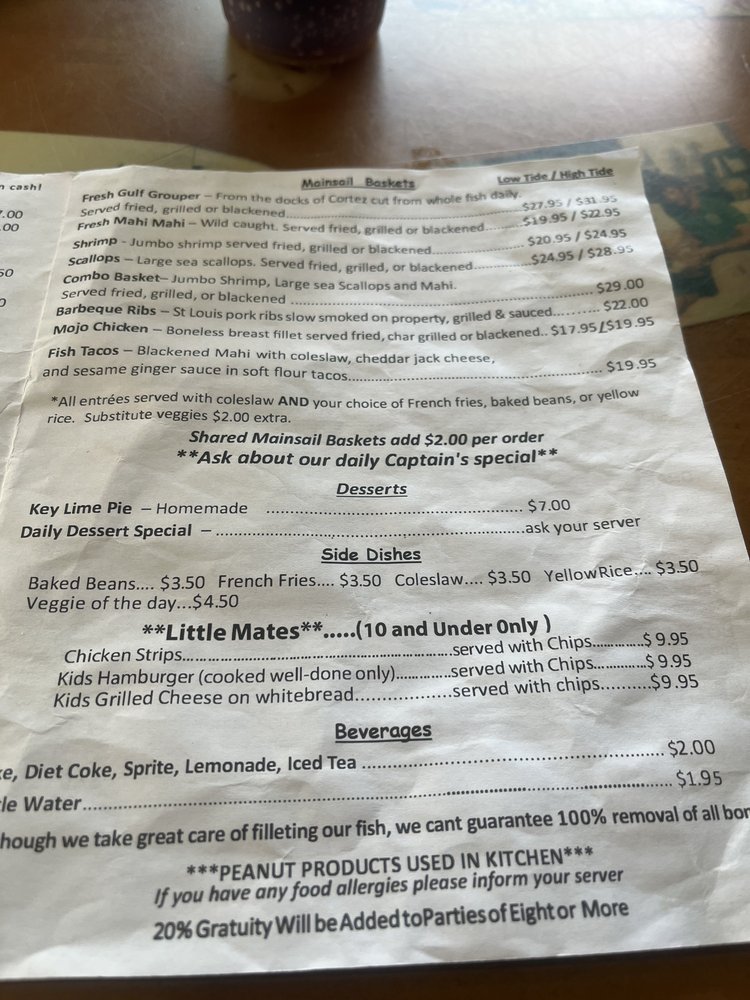 n cash!
7.00
.00
50
0
Mainsail Baskets Low Tide / High Tide
Fresh Gulf Grouper – From the docks of Cortez cut from whole fish daily.
Served fried, grilled or blackened................................................$27.95 / $31.95
Fresh Mahi Mahi – Wild caught. Served fried, grilled or blackened.........$19.95 / $22.95
Shrimp - Jumbo shrimp served fried, grilled or blackened...................$20.95 / $24.95
Scallops – Large sea scallops. Served fried, grilled, or blackened............$24.95 / $28.95
Combo Basket– Jumbo Shrimp, Large sea Scallops and Mahi.
Served fried, grilled, or blackened ................................................................$29.00
Barbeque Ribs – St Louis pork ribs slow smoked on property, grilled & sauced.......... $22.00
Mojo Chicken – Boneless breast fillet served fried, char grilled or blackened.. $17.95/$19.95
Fish Tacos – Blackened Mahi with coleslaw, cheddar jack cheese,
and sesame ginger sauce in soft flour tacos.................................................... $19.95
*All entrées served with coleslaw AND your choice of French fries, baked beans, or yellow
rice. Substitute veggies $2.00 extra.
Shared Mainsail Baskets add $2.00 per order
**Ask about our daily Captain's special**
Desserts
Key Lime Pie – Homemade .................................................... $7.00
Daily Dessert Special – ...............................................................ask your server
Side Dishes
Baked Beans.... $3.50 French Fries.... $3.50 Coleslaw.... $3.50 Yellow Rice.... $3.50
Veggie of the day...$4.50
**Little Mates**.....(10 and Under Only )
Chicken Strips.......................................................served with Chips.............$ 9.95
Kids Hamburger (cooked well-done only)..............served with Chips.............$ 9.95
Kids Grilled Cheese on whitebread.....................served with chips..........$9.95
Beverages
ke, Diet Coke, Sprite, Lemonade, Iced Tea ................................................ $2.00
tle Water.................................................................................................. $1.95
hough we take great care of filleting our fish, we cant guarantee 100% removal of all bon
***PEANUT PRODUCTS USED IN KITCHEN***
If you have any food allergies please inform your server
20% Gratuity Will be Added to Parties of Eight or More